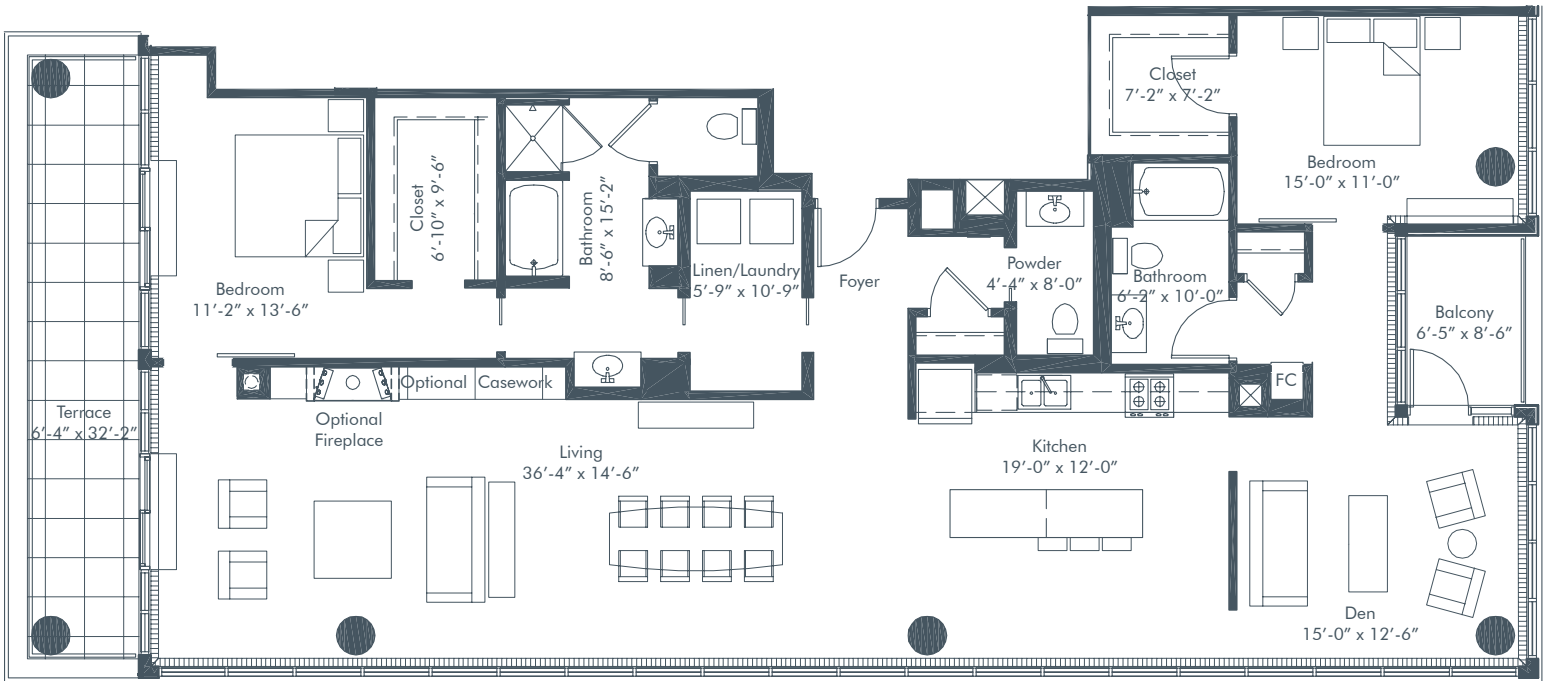 Closet
7’-2” x 7’-2”
Bedroom
15’-0” x 11’-0”
Closet
6’-10” x 9’-6”
Bathroom
8’-6” x 15’-2”
Linen/Laundry
5’-9” x 10’-9”
Foyer
Powder
4’-4” x 8’-0”
Bathroom
6’-2” x 10’-0”
Bedroom
11’-2” x 13’-6”
Balcony
6’-5” x 8’-6”
FC
Optional Casework
Optional
Fireplace
Terrace
6’-4” x 32’-2”
Living
36’-4” x 14’-6”
Kitchen
19’-0” x 12’-0”
Den
15’-0” x 12’-6”